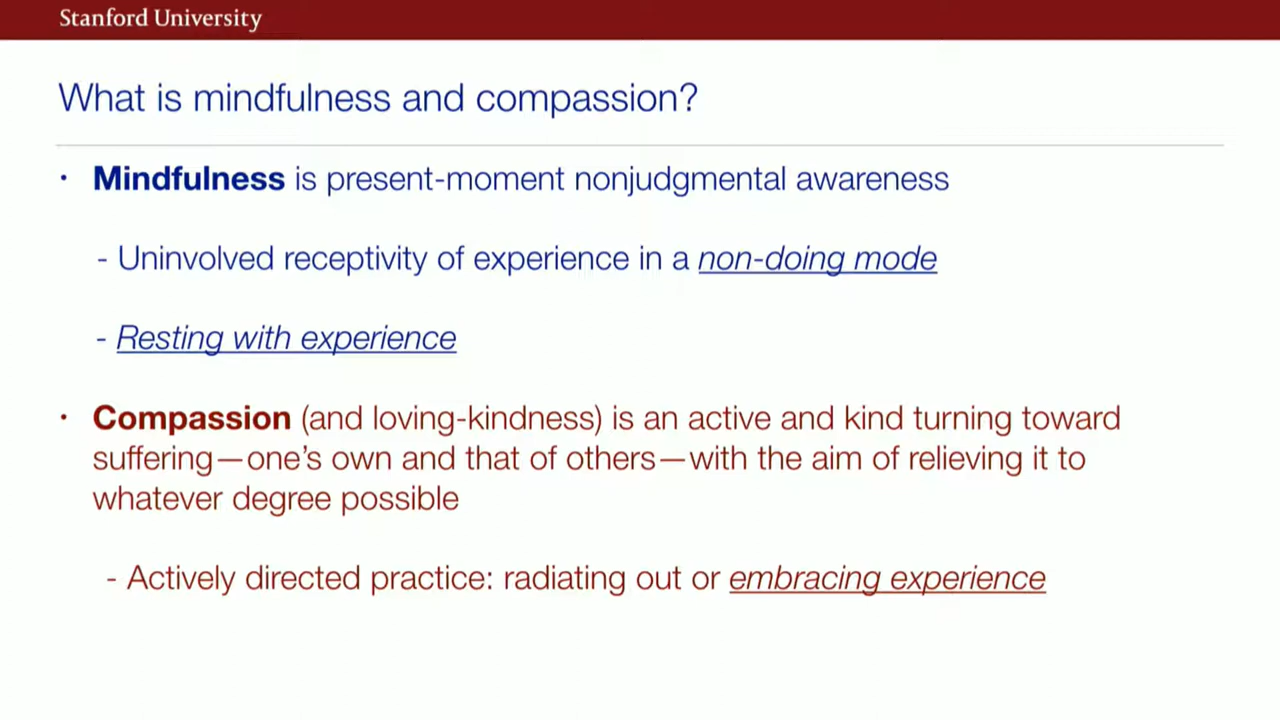 Stanford University
What is mindfulness and compassion?
• Mindfulness is present-moment nonjudgmental awareness
- Uninvolved receptivity of experience in a non-doing mode
- Resting with experience
• Compassion (and loving-kindness) is an active and kind turning toward
suffering—one's own and that of others—with the aim of relieving it to
whatever degree possible
- Actively directed practice: radiating out or embracing experience